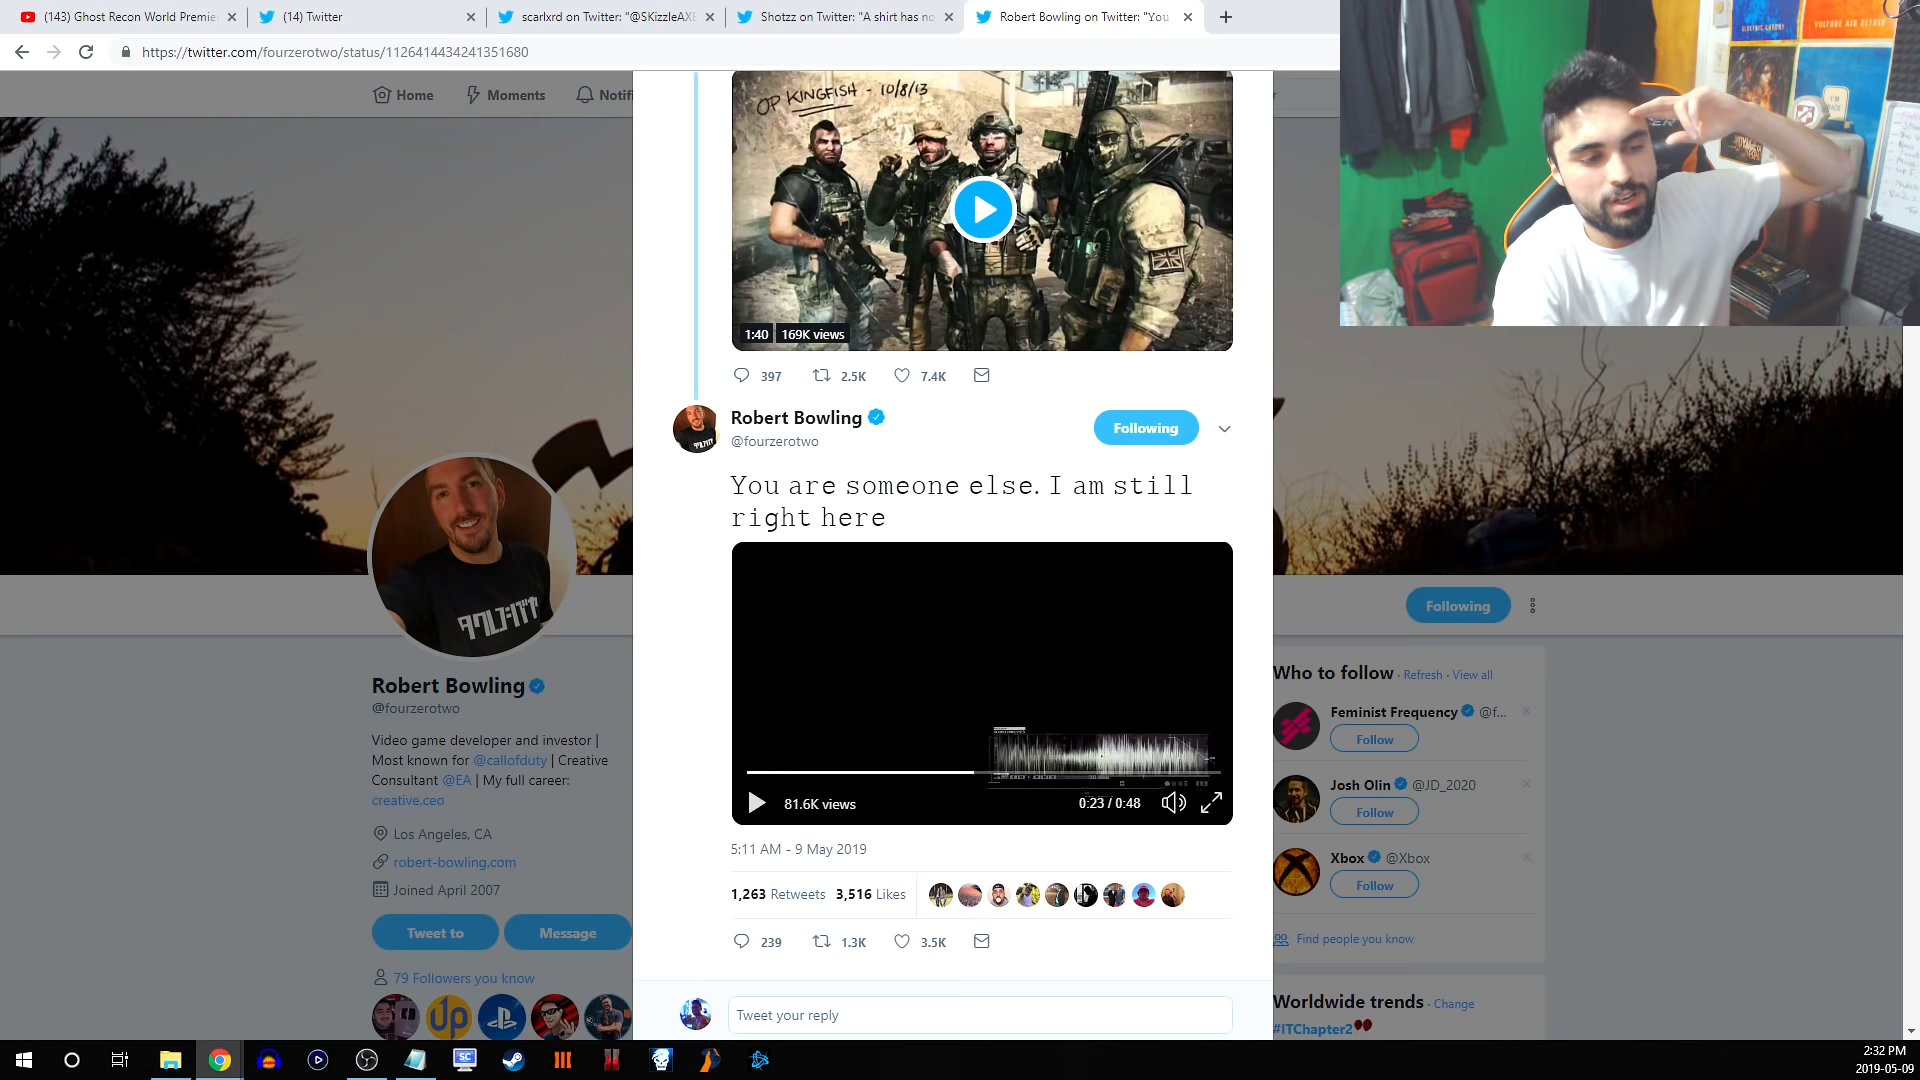 (143) Ghost Recon World Premie
(14) Twitter
scarlxrd on Twitter: "@SKizzleAXE
Shotzz on Twitter: "A shirt has no
Robert Bowling on Twitter: "You
https://twitter.com/fourzerotwo/status/1126414434241351680
Home
Moments
Notifi
OP KINGFISH - 10/8/13
1:40
169K views
397
2.5K
7.4K
Robert Bowling
@fourzerotwo
Following
You are someone else. I am still
right here
81.6K views
0:23 / 0:48
5:11 AM - 9 May 2019
1,263 Retweets 3,516 Likes
239
1.3K
3.5K
Tweet your reply
Robert Bowling
@fourzerotwo
Video game developer and investor |
Most known for @callofduty | Creative
Consultant @EA | My full career:
creative.ceo
Los Angeles, CA
robert-bowling.com
Joined April 2007
Tweet to
Message
79 Followers you know
Following
Who to follow · Refresh · View all
Feminist Frequency @f...
Follow
Josh Olin @JD_2020
Follow
Xbox @Xbox
Follow
Find people you know
Worldwide trends · Change
#ITChapter2
2:32 PM
2019-05-09